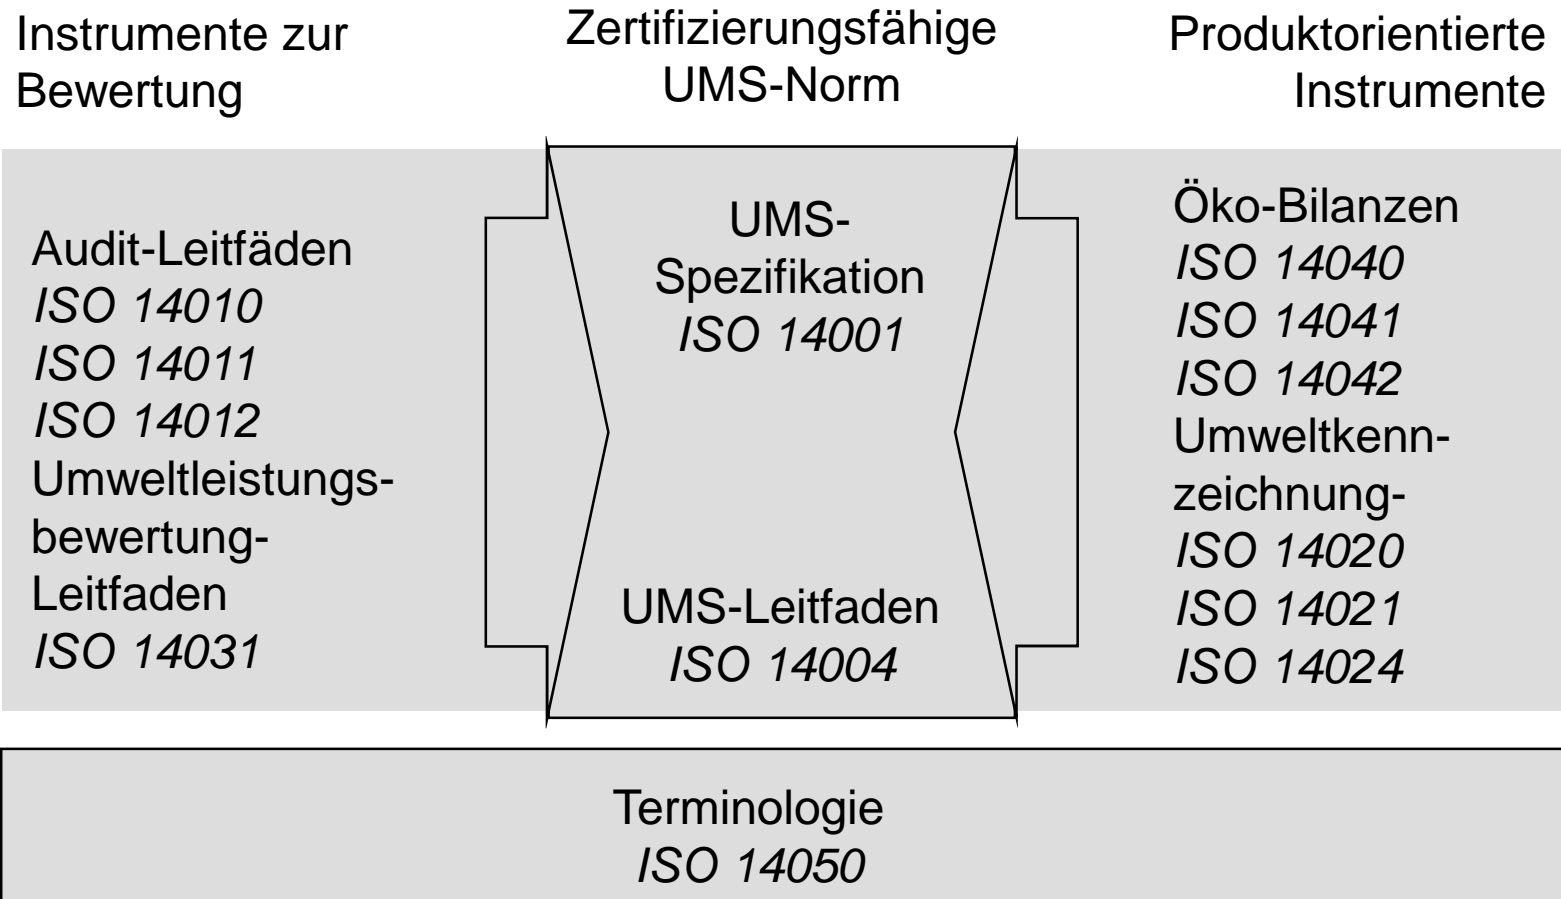 Instrumente zur
Bewertung
Zertifizierungsfähige
UMS-Norm
Produktorientierte
Instrumente
Audit-Leitfäden
ISO 14010
ISO 14011
ISO 14012
Umweltleistungs-
bewertung-
Leitfaden
ISO 14031
UMS-
Spezifikation
ISO 14001
UMS-Leitfaden
ISO 14004
Öko-Bilanzen
ISO 14040
ISO 14041
ISO 14042
Umweltkenn-
zeichnung-
ISO 14020
ISO 14021
ISO 14024
Terminologie
ISO 14050